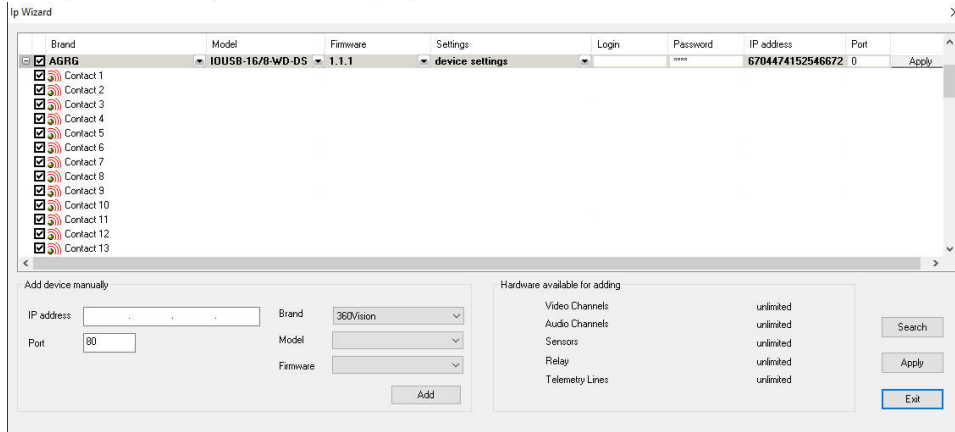 Ip Wizard
Brand Model Firmware Settings Login Password IP address Port
AGRG IOUSB-16/8-WD-DS 1.1.1 device settings **** 6704474152546672 0 Apply
Contact 1
Contact 2
Contact 3
Contact 4
Contact 5
Contact 6
Contact 7
Contact 8
Contact 9
Contact 10
Contact 11
Contact 12
Contact 13
Add device manually
IP address . . .
Port 80
Brand 360Vision
Model
Firmware
Add
Hardware available for adding
Video Channels unlimited
Audio Channels unlimited
Sensors unlimited
Relay unlimited
Telemetry Lines unlimited
Search
Apply
Exit